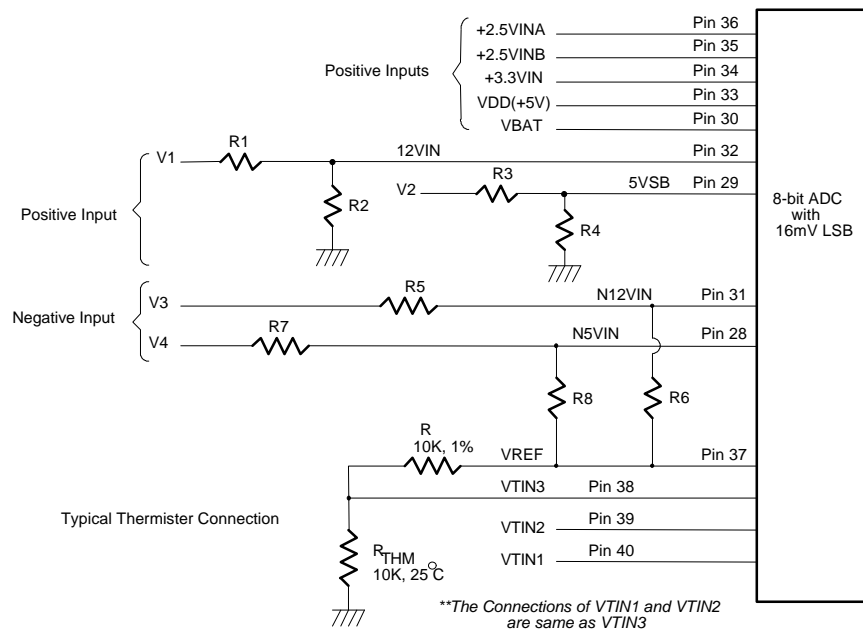 +2.5VINA Pin 36
+2.5VINB Pin 35
Positive Inputs +3.3VIN Pin 34
VDD(+5V) Pin 33
VBAT Pin 30
R1
V1 12VIN Pin 32
R3
V2 5VSB Pin 29
R2
Positive Input
R4
8-bit ADC
with
16mV LSB
V3 R5 N12VIN Pin 31
Negative Input
R7
V4 N5VIN Pin 28
R8 R6
R
10K, 1% VREF Pin 37
VTIN3 Pin 38
Typical Thermister Connection
VTIN2 Pin 39
VTIN1 Pin 40
R THM
10K, 25°C
**The Connections of VTIN1 and VTIN2
are same as VTIN3